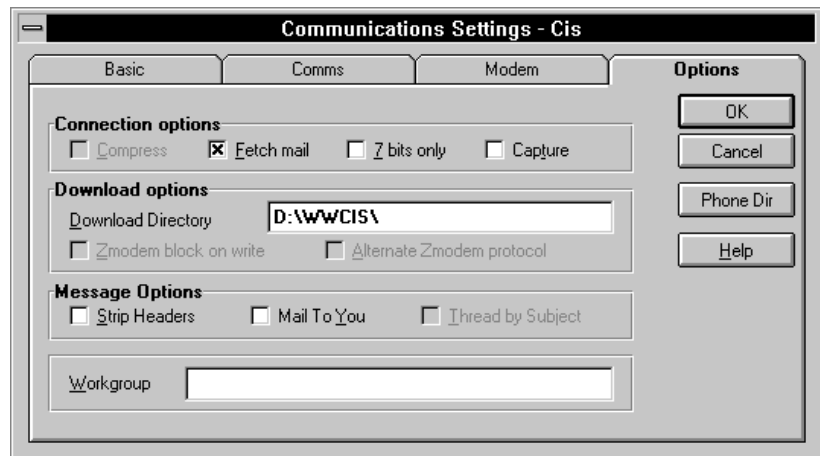 Communications Settings - Cis
Basic Comms Modem Options
Connection options
Compress Fetch mail 7 bits only Capture
Download options
Download Directory D:\WWCIS\
Zmodem block on write Alternate Zmodem protocol
Message Options
Strip Headers Mail To You Thread by Subject
Workgroup
OK
Cancel
Phone Dir
Help